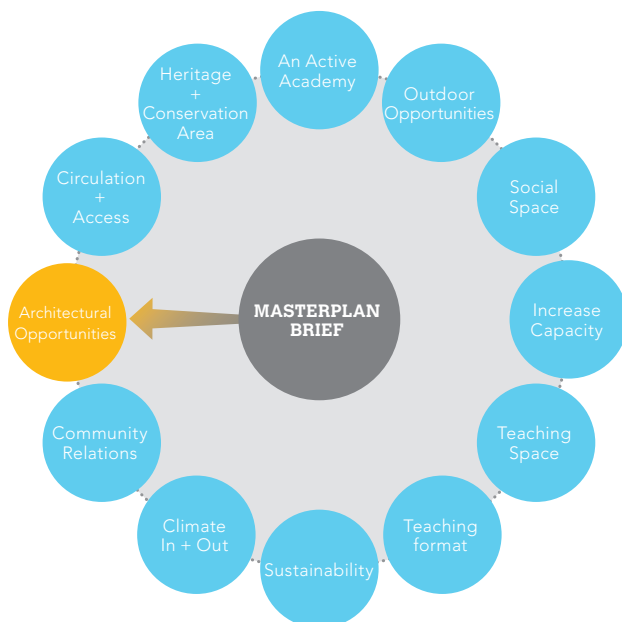 An Active
Academy
Outdoor
Opportunities
Social
Space
Increase
Capacity
Teaching
Space
Teaching
format
Sustainability
Climate
In + Out
Community
Relations
Architectural
Opportunities
Circulation
+
Access
Heritage
+
Conservation
Area
MASTERPLAN
BRIEF